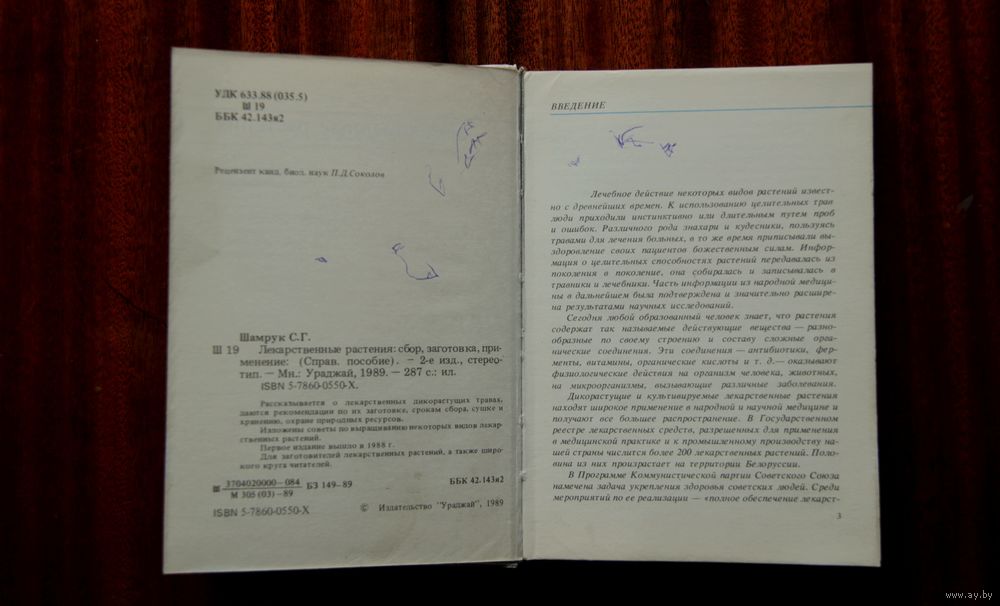 УДК 633.88 (035.5)
Ш 19
ББК 42.143я2
Рецензент канд. биол. наук П.Д.Соколов
Шамрук С.Г.
Ш 19 Лекарственные растения: сбор, заготовка, при-
менение: (Справ. пособие). — 2-е изд., стерео-
тип. — Мн.: Ураджай, 1989. — 287 с.: ил.
ISBN 5-7860-0550-X.
Рассказывается о лекарственных дикорастущих травах,
даются рекомендации по их заготовке, срокам сбора, сушке и
хранению, охране природных ресурсов.
Изложены советы по выращиванию некоторых видов лекар-
ственных растений.
Первое издание вышло в 1988 г.
Для заготовителей лекарственных растений, а также широ-
кого круга читателей.
Ш 3704020000—084 БЗ 149—89 ББК 42.143я2
М 305 (03)—89
ISBN 5-7860-0550-X © Издательство "Ураджай", 1989
ВВЕДЕНИЕ
Лечебное действие некоторых видов растений извест-
но с древнейших времен. К использованию целительных трав
люди приходили инстинктивно или длительным путем проб
и ошибок. Различного рода знахари и кудесники, пользуясь
травами для лечения больных, в то же время приписывали вы-
здоровление своих пациентов божественным силам. Инфор-
мация о целительных способностях растений передавалась из
поколения в поколение, она собиралась и записывалась в
травники и лечебники. Часть информации из народной медици-
ны в дальнейшем была подтверждена и значительно расшире-
на результатами научных исследований.
Сегодня любой образованный человек знает, что растения
содержат так называемые действующие вещества — разно-
образные по своему строению и составу сложные орга-
нические соединения. Эти соединения — антибиотики, фер-
менты, витамины, органические кислоты и т. д.— оказывают
физиологические действия на организм человека, животных,
на микроорганизмы, вызывающие различные заболевания.
Дикорастущие и культивируемые лекарственные растения
находят широкое применение в народной и научной медицине и
получают все большее распространение. В Государственном
реестре лекарственных средств, разрешенных для применения
в медицинской практике и к промышленному производству на-
шей страны числится более 200 лекарственных растений. Поло-
вина из них произрастает на территории Белоруссии.
В Программе Коммунистической партии Советского Союза
намечена задача укрепления здоровья советских людей. Среди
мероприятий по ее реализации — «полное обеспечение лекарст-
3
www.ay.by